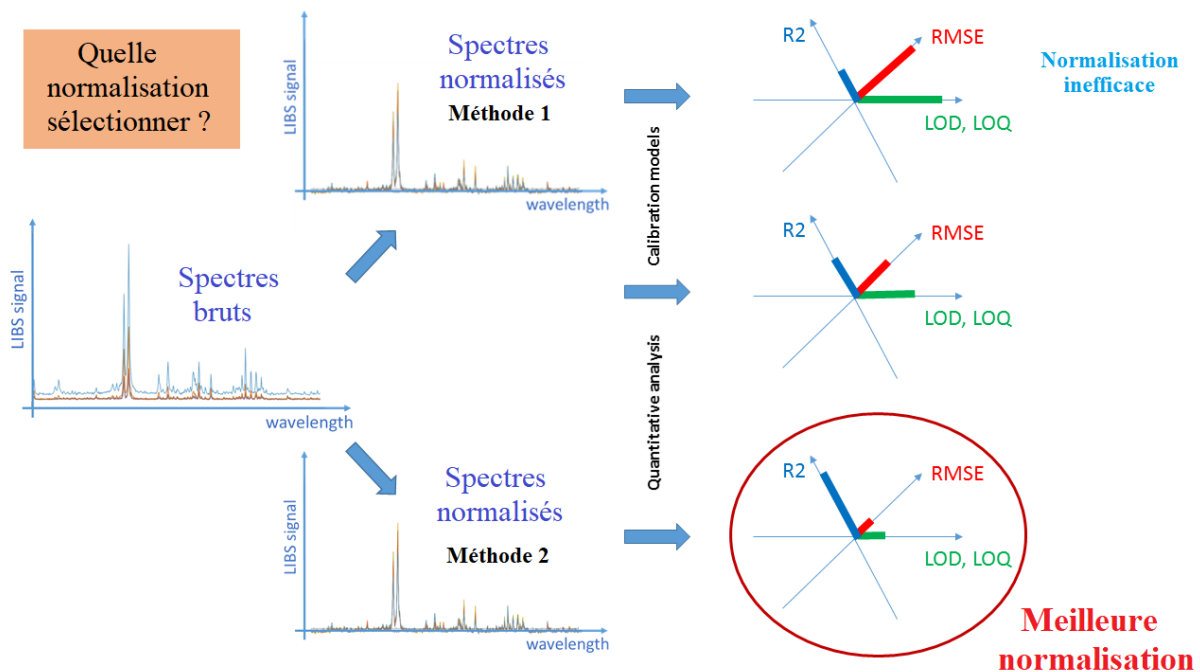 Quelle
normalisation
sélectionner ?
LIBS signal
Spectres
normalisés
Méthode 1
wavelength
R2
RMSE
LOD, LOQ
Normalisation
inefficace
LIBS signal
Spectres
bruts
wavelength
Calibration models
Quantitative analysis
R2
RMSE
LOD, LOQ
LIBS signal
Spectres
normalisés
Méthode 2
wavelength
R2
RMSE
LOD, LOQ
Meilleure
normalisation